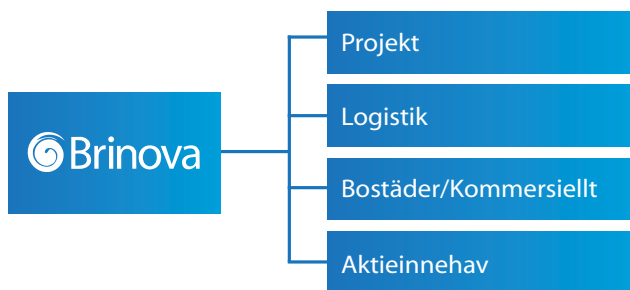 Brinova
Projekt
Logistik
Bostäder/Kommersiellt
Aktieinnehav